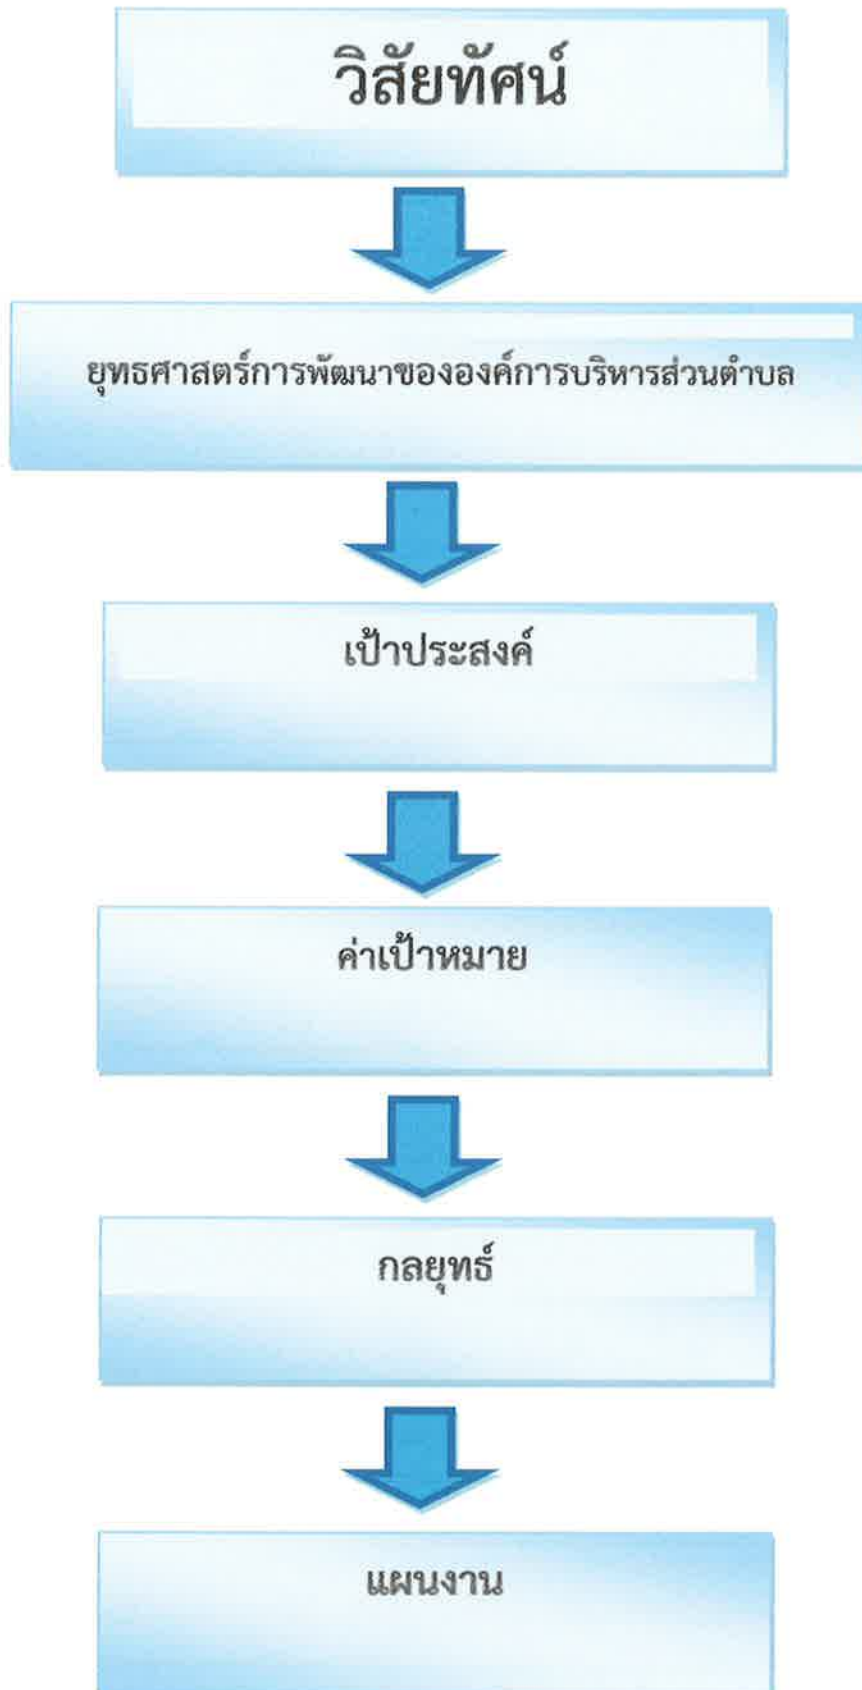 วิสัยทัศน์
ยุทธศาสตร์การพัฒนาขององค์การบริหารส่วนตำบล
เป้าประสงค์
ค่าเป้าหมาย
กลยุทธ์
แผนงาน